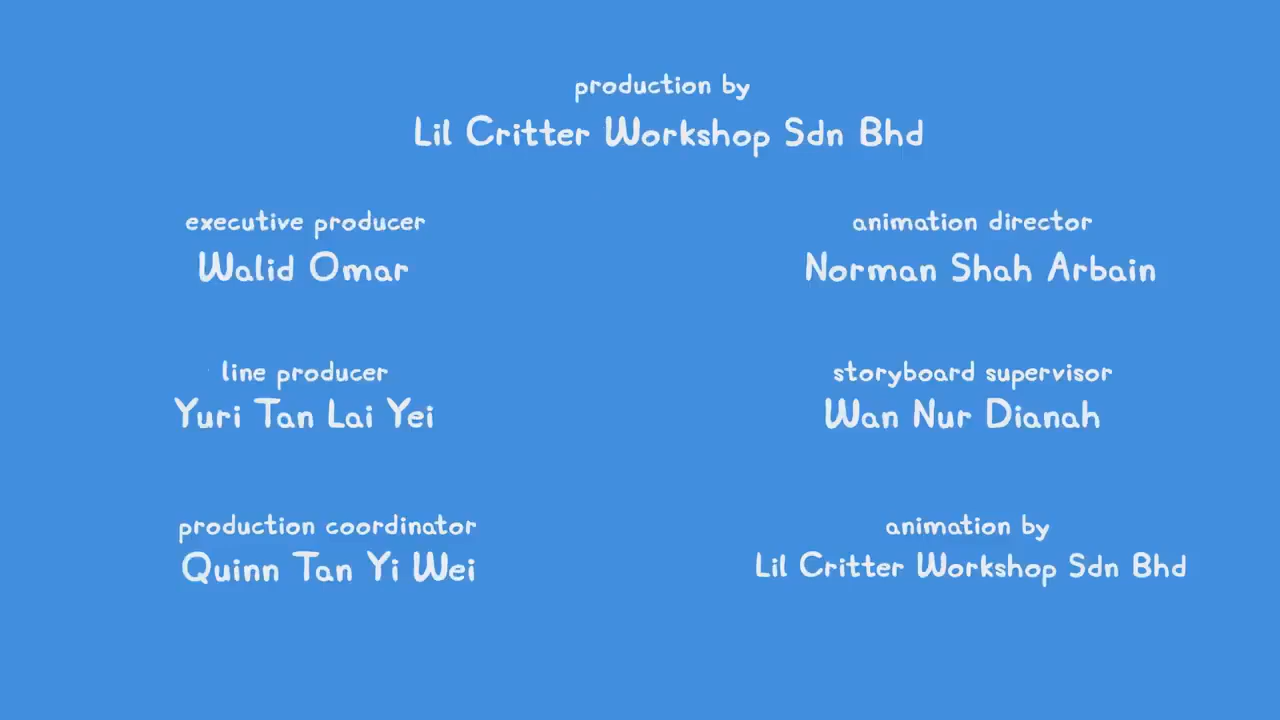 production by
Lil Critter Workshop Sdn Bhd
executive producer
Walid Omar
animation director
Norman Shah Arbain
line producer
Yuri Tan Lai Yei
storyboard supervisor
Wan Nur Dianah
production coordinator
Quinn Tan Yi Wei
animation by
Lil Critter Workshop Sdn Bhd